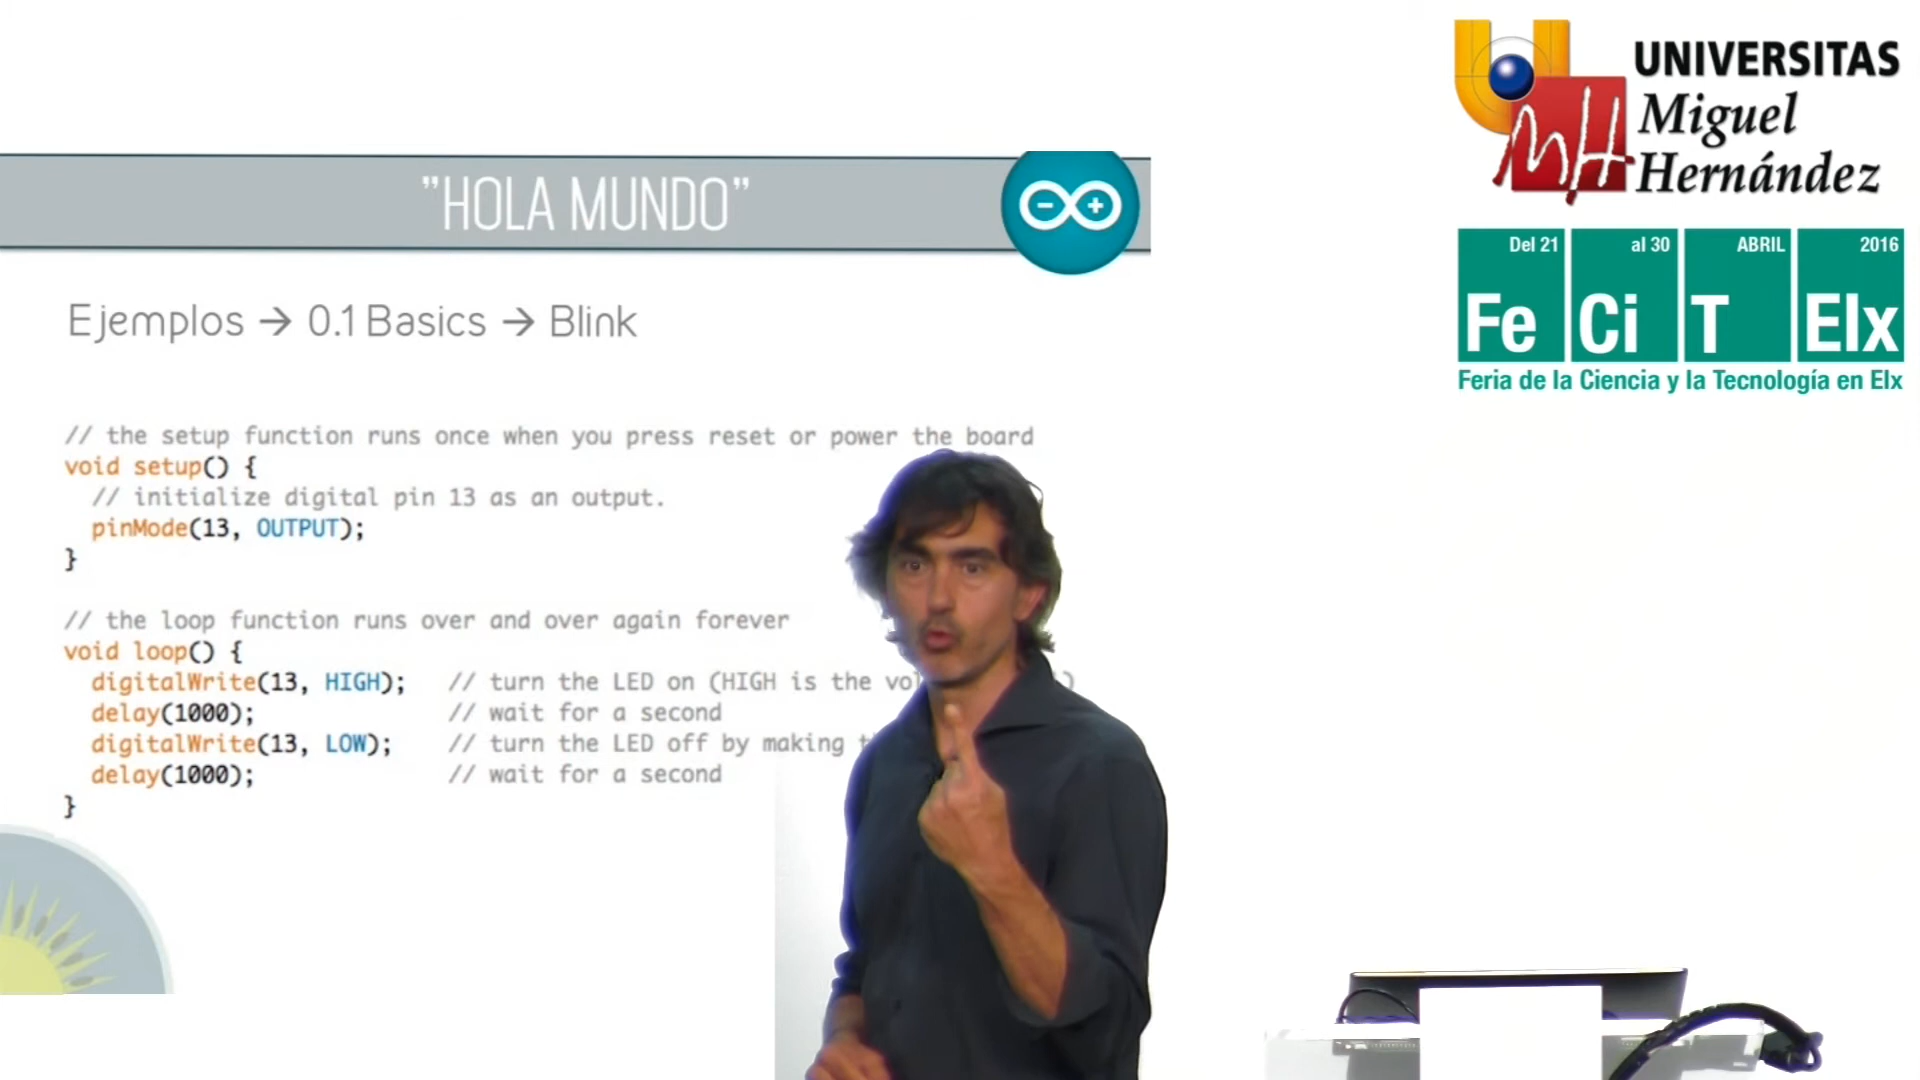 UNIVERSITAS
Miguel
Hernández
"HOLA MUNDO"
Del 21 al 30 ABRIL 2016
Fe Ci T Elx
Feria de la Ciencia y la Tecnología en Elx
Ejemplos → 0.1 Basics → Blink
// the setup function runs once when you press reset or power the board
void setup() {
// initialize digital pin 13 as an output.
pinMode(13, OUTPUT);
}
// the loop function runs over and over again forever
void loop() {
digitalWrite(13, HIGH); // turn the LED on (HIGH is the
delay(1000); // wait for a second
digitalWrite(13, LOW); // turn the LED off by making
delay(1000); // wait for a second
}